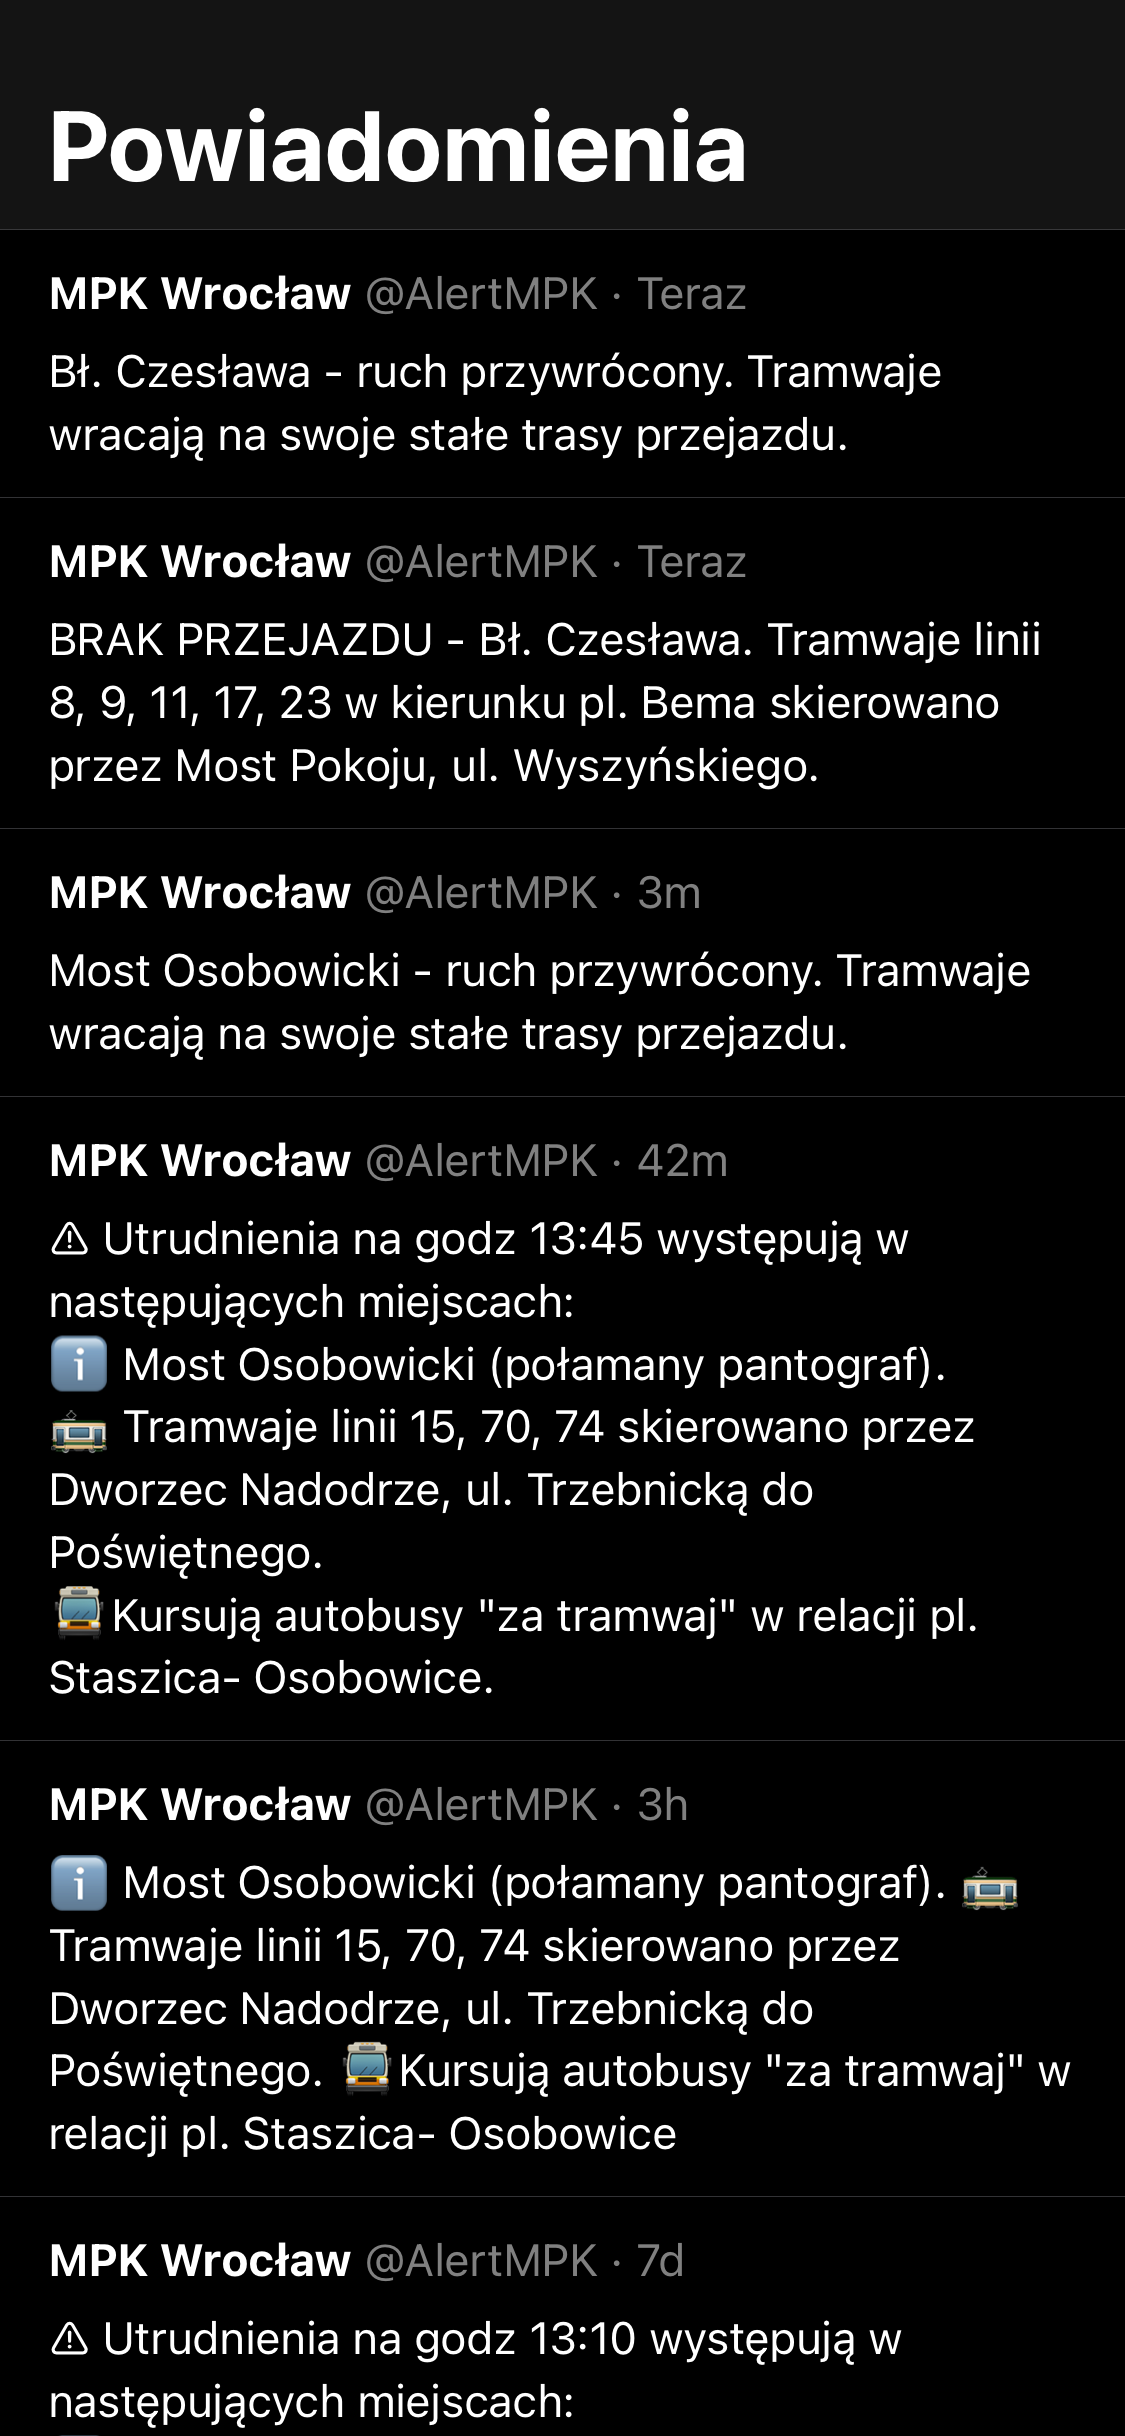 Powiadomienia
MPK Wrocław @AlertMPK · Teraz
Bł. Czesława - ruch przywrócony. Tramwaje
wracają na swoje stałe trasy przejazdu.
MPK Wrocław @AlertMPK · Teraz
BRAK PRZEJAZDU - Bł. Czesława. Tramwaje linii
8, 9, 11, 17, 23 w kierunku pl. Bema skierowano
przez Most Pokoju, ul. Wyszyńskiego.
MPK Wrocław @AlertMPK · 3m
Most Osobowicki - ruch przywrócony. Tramwaje
wracają na swoje stałe trasy przejazdu.
MPK Wrocław @AlertMPK · 42m
⚠ Utrudnienia na godz 13:45 występują w
następujących miejscach:
ℹ️ Most Osobowicki (połamany pantograf).
🚋 Tramwaje linii 15, 70, 74 skierowano przez
Dworzec Nadodrze, ul. Trzebnicką do
Poświętnego.
🚍Kursują autobusy "za tramwaj" w relacji pl.
Staszica- Osobowice.
MPK Wrocław @AlertMPK · 3h
ℹ️ Most Osobowicki (połamany pantograf). 🚋
Tramwaje linii 15, 70, 74 skierowano przez
Dworzec Nadodrze, ul. Trzebnicką do
Poświętnego. 🚍Kursują autobusy "za tramwaj" w
relacji pl. Staszica- Osobowice
MPK Wrocław @AlertMPK · 7d
⚠ Utrudnienia na godz 13:10 występują w
następujących miejscach: